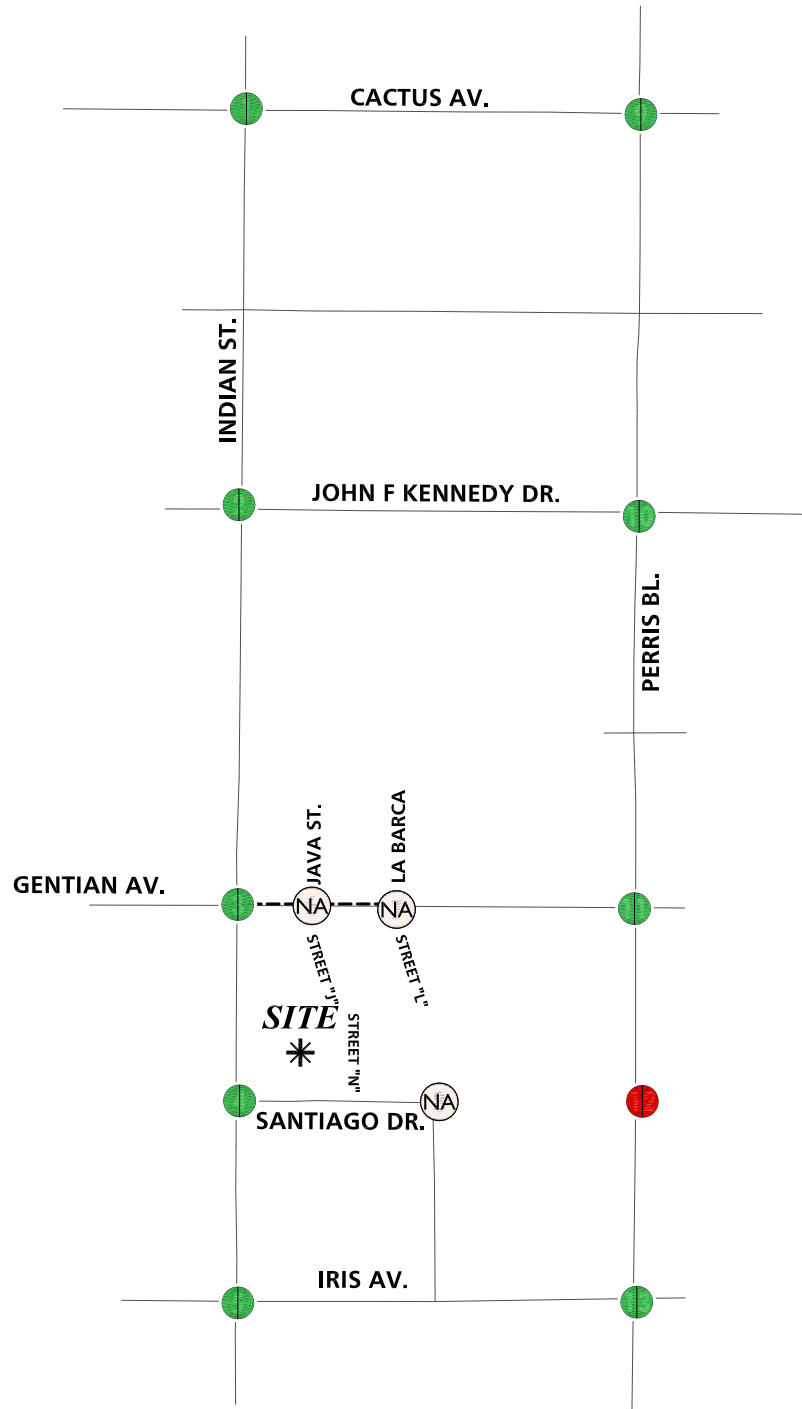 CACTUS AV.
INDIAN ST.
JOHN F KENNEDY DR.
PERRIS BL.
JAVA ST.
LA BARCA
GENTIAN AV.
NA
NA
STREET "J"
STREET "L"
SITE
STREET "N"
NA
SANTIAGO DR.
IRIS AV.